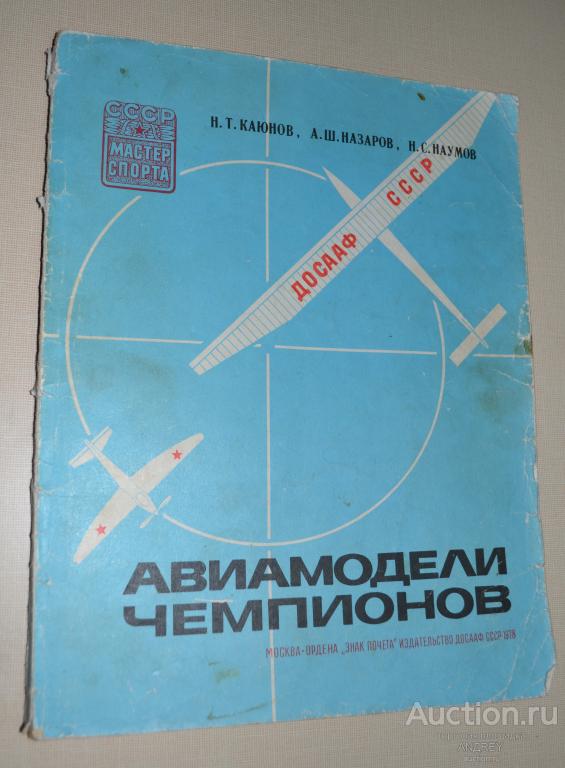 СССР
МАСТЕР
СПОРТА
Н.Т.КАЮНОВ, А.Ш.НАЗАРОВ, Н.С.НАУМОВ
ДОСААФ СССР
АВИАМОДЕЛИ
ЧЕМПИОНОВ
МОСКВА·ОРДЕНА „ЗНАК ПОЧЕТА" ИЗДАТЕЛЬСТВО ДОСААФ СССР·1978
Auction.ru
ANDREY